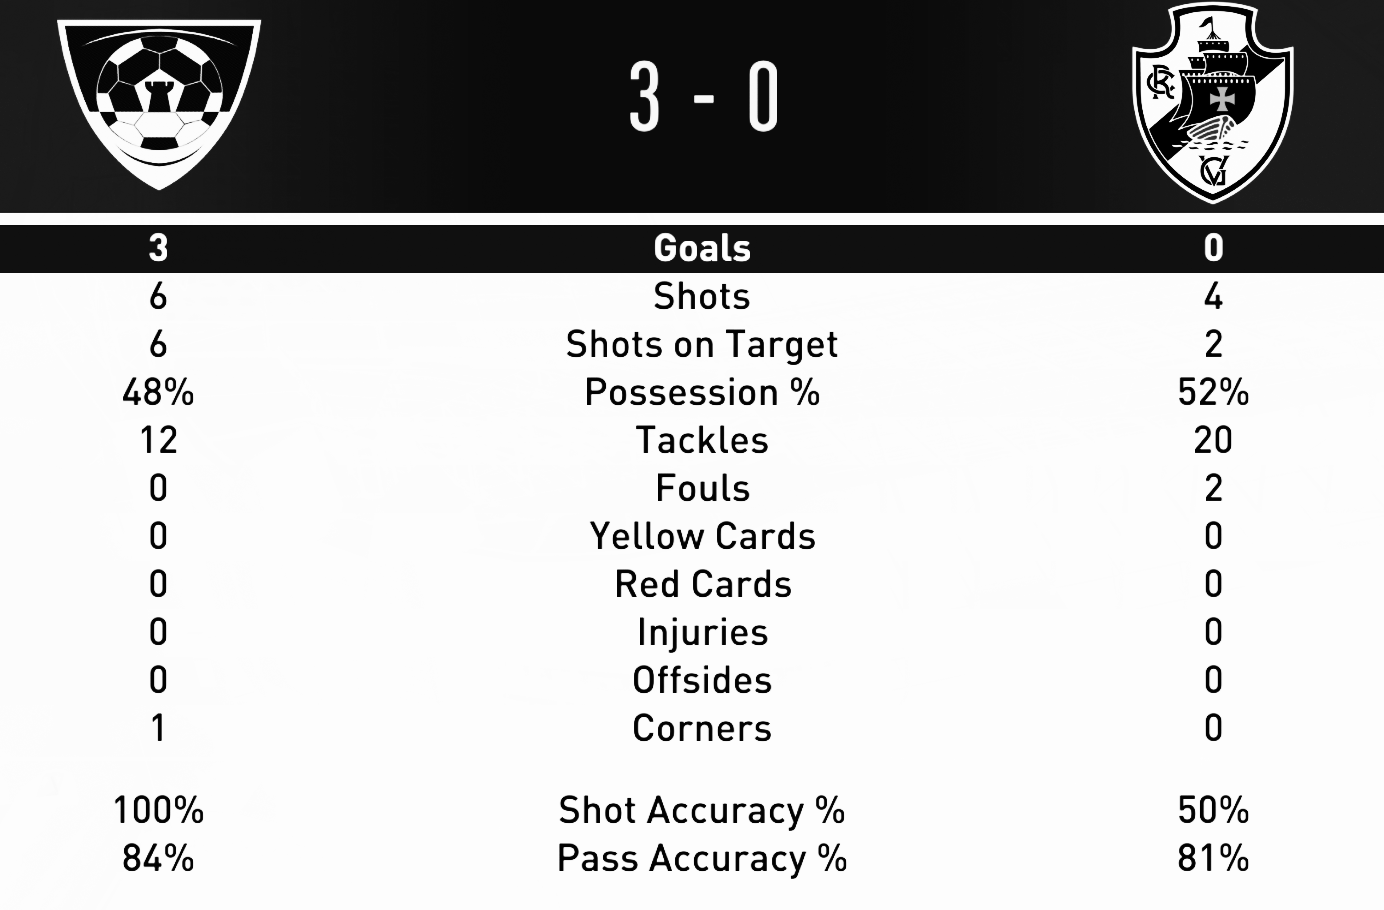 3 - 0
3 Goals 0
6 Shots 4
6 Shots on Target 2
48% Possession % 52%
12 Tackles 20
0 Fouls 2
0 Yellow Cards 0
0 Red Cards 0
0 Injuries 0
0 Offsides 0
1 Corners 0
100% Shot Accuracy % 50%
84% Pass Accuracy % 81%